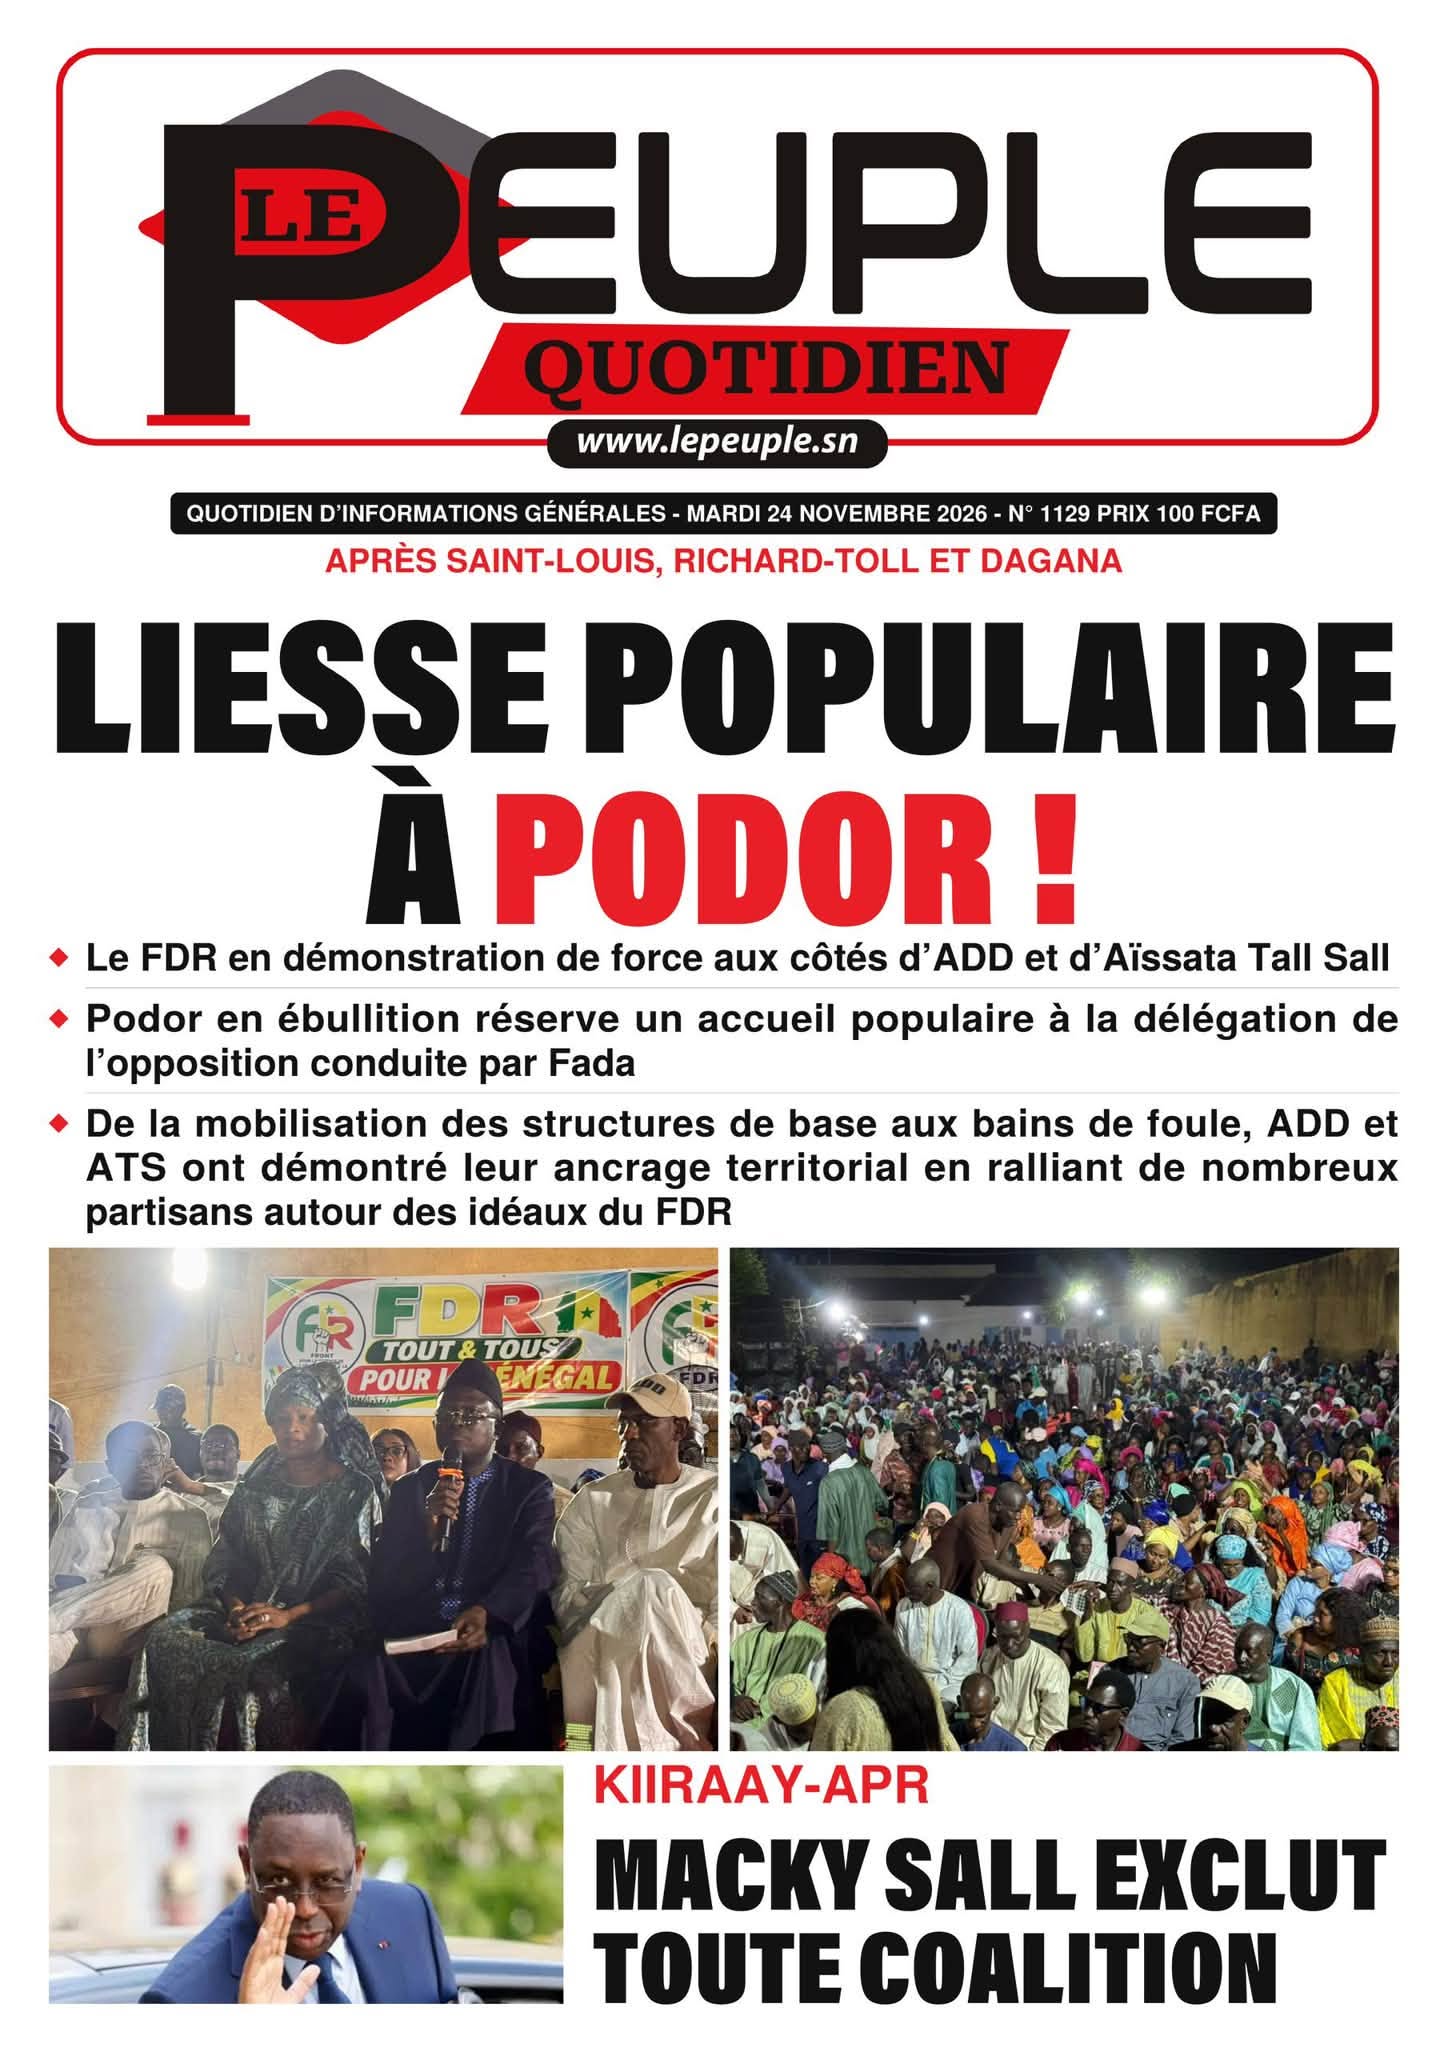 LE PEUPLE
QUOTIDIEN
www.lepeuple.sn
QUOTIDIEN D'INFORMATIONS GÉNÉRALES - MARDI 24 NOVEMBRE 2026 - N° 1129 PRIX 100 FCFA
APRÈS SAINT-LOUIS, RICHARD-TOLL ET DAGANA
LIESSE POPULAIRE
À PODOR !
Le FDR en démonstration de force aux côtés d'ADD et d'Aïssata Tall Sall
Podor en ébullition réserve un accueil populaire à la délégation de
l'opposition conduite par Fada
De la mobilisation des structures de base aux bains de foule, ADD et
ATS ont démontré leur ancrage territorial en ralliant de nombreux
partisans autour des idéaux du FDR
FDR
TOUT & TOUS
POUR SÉNÉGAL
FR
FRONT
FDR
KIIRAAY-APR
MACKY SALL EXCLUT
TOUTE COALITION